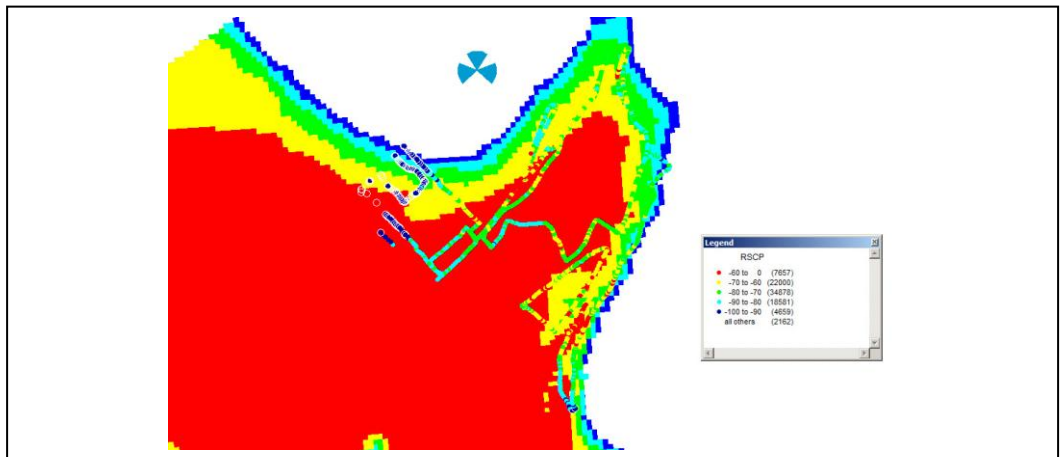 Legend
RSCP
-60 to 0 (7657)
-70 to -60 (22000)
-80 to -70 (34878)
-90 to -80 (18581)
-100 to -90 (4659)
all others (2162)